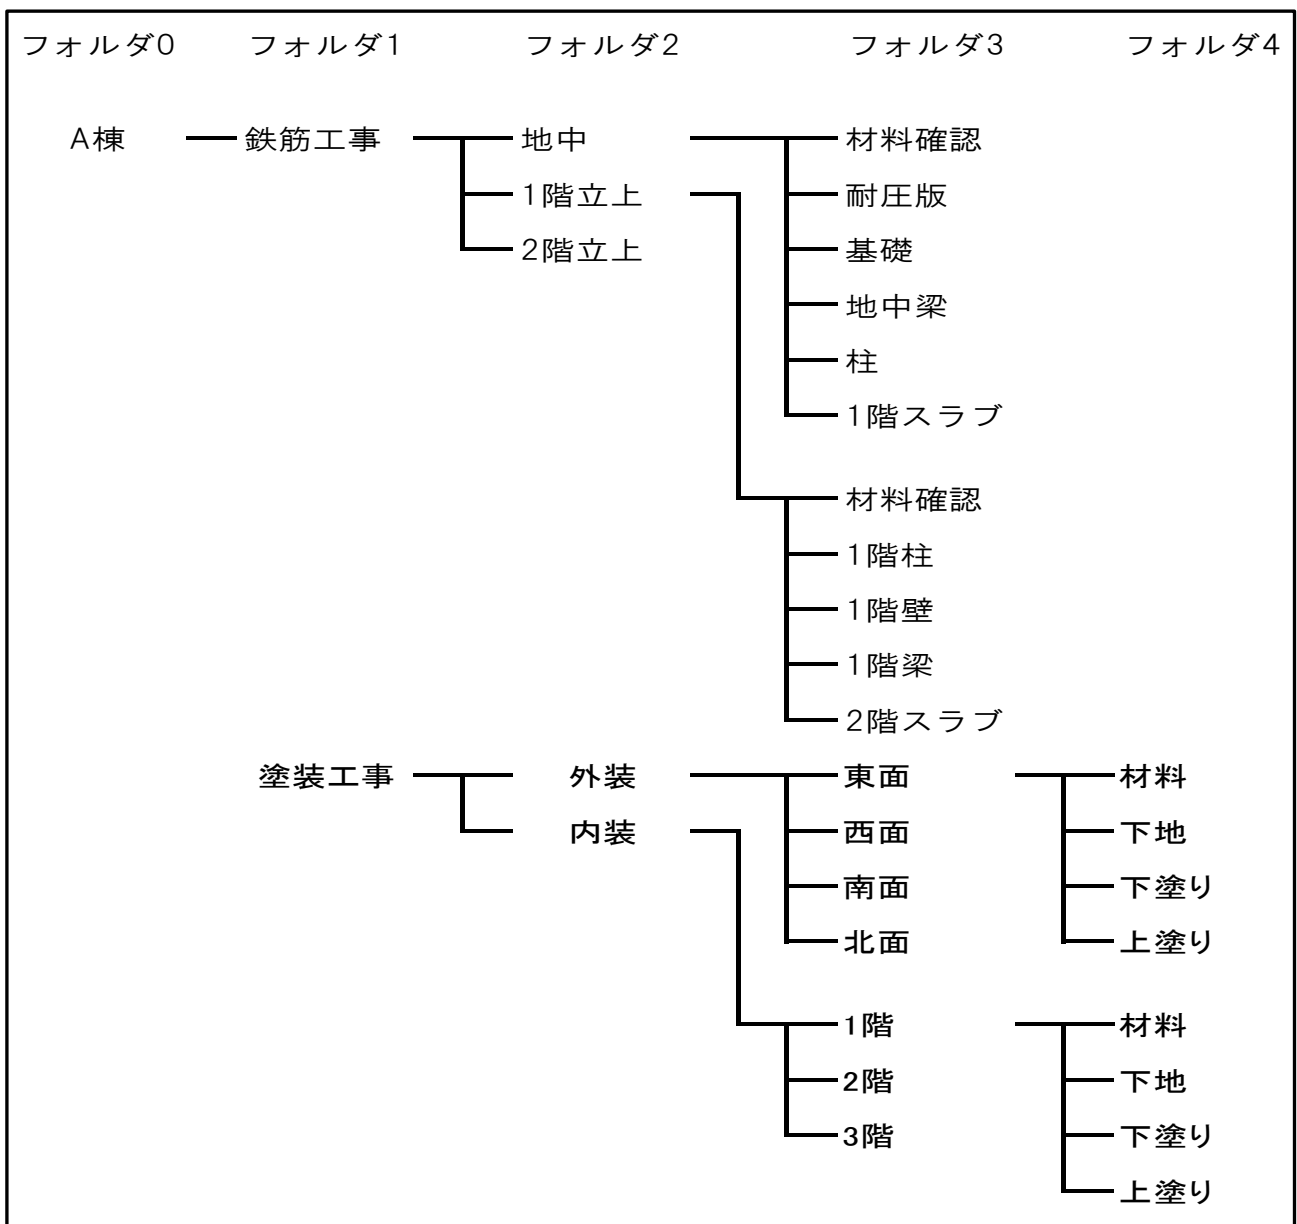 フォルダ0 フォルダ1 フォルダ2 フォルダ3 フォルダ4
A棟 鉄筋工事 地中 材料確認
1階立上 耐圧版
2階立上 基礎
地中梁
柱
1階スラブ
材料確認
1階柱
1階壁
1階梁
2階スラブ
塗装工事 外装 東面 材料
内装 西面 下地
南面 下塗り
北面 上塗り
1階 材料
2階 下地
3階 下塗り
上塗り